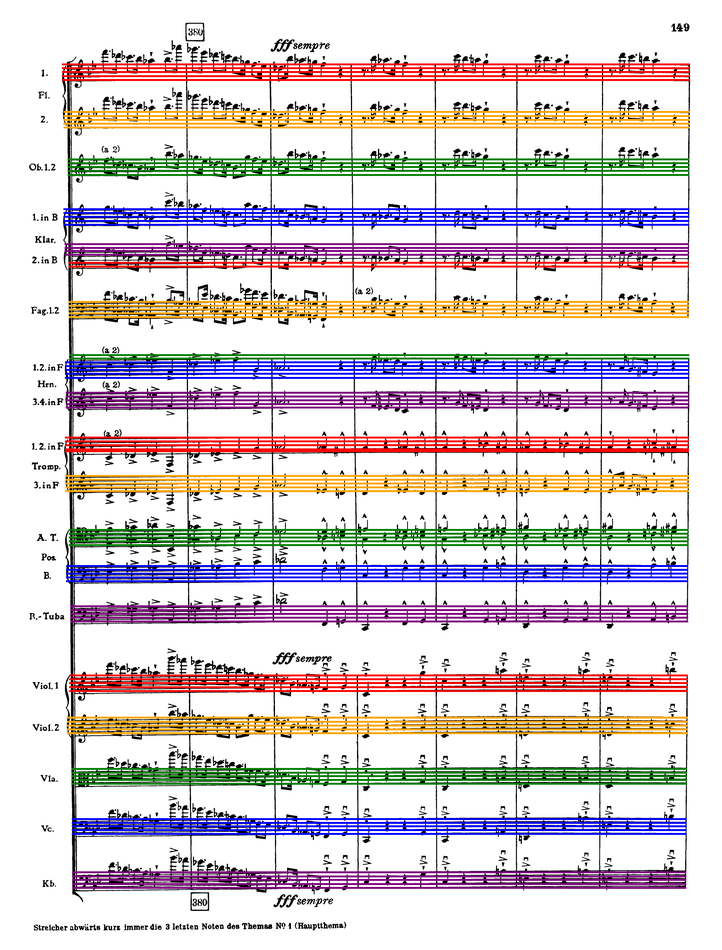 149
380
fff sempre
1.
Fl.
2.
(a 2)
Ob.1.2
1. in B
Klar.
2. in B
(a 2)
Fag.1.2
(a 2)
1.2. in F
Hrn.
(a 2)
3.4. in F
(a 2)
1.2. in F
Tromp.
3. in F
A. T.
Pos.
B.
B.-Tuba
fff sempre
Viol.1
Viol.2
Vla.
Vc.
Kb.
380
fff sempre
Streicher abwärts kurz immer die 3 letzten Noten des Themas Nº 1 (Hauptthema)